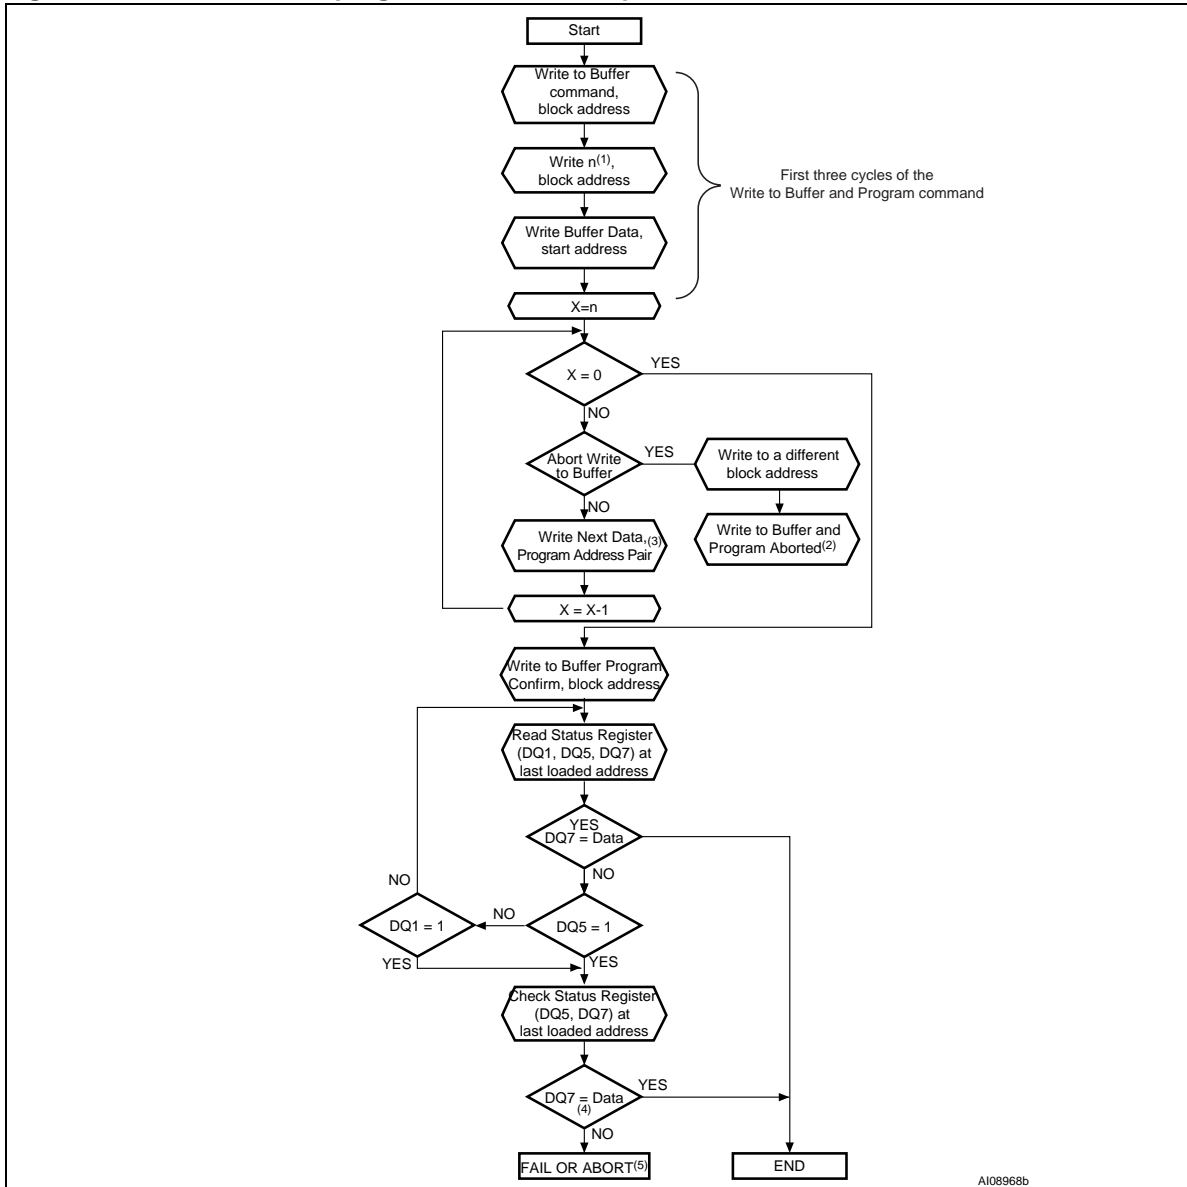 Start
Write to Buffer
command,
block address
Write n(1),
block address
First three cycles of the
Write to Buffer and Program command
Write Buffer Data,
start address
X=n
X = 0
YES
NO
Abort Write
to Buffer
YES
Write to a different
block address
NO
Write Next Data,(3)
Program Address Pair
Write to Buffer and
Program Aborted(2)
X = X-1
Write to Buffer Program
Confirm, block address
Read Status Register
(DQ1, DQ5, DQ7) at
last loaded address
YES
DQ7 = Data
NO
NO
DQ1 = 1
NO
DQ5 = 1
YES
YES
Check Status Register
(DQ5, DQ7) at
last loaded address
YES
DQ7 = Data
(4)
NO
FAIL OR ABORT(5)
END
AI08968b